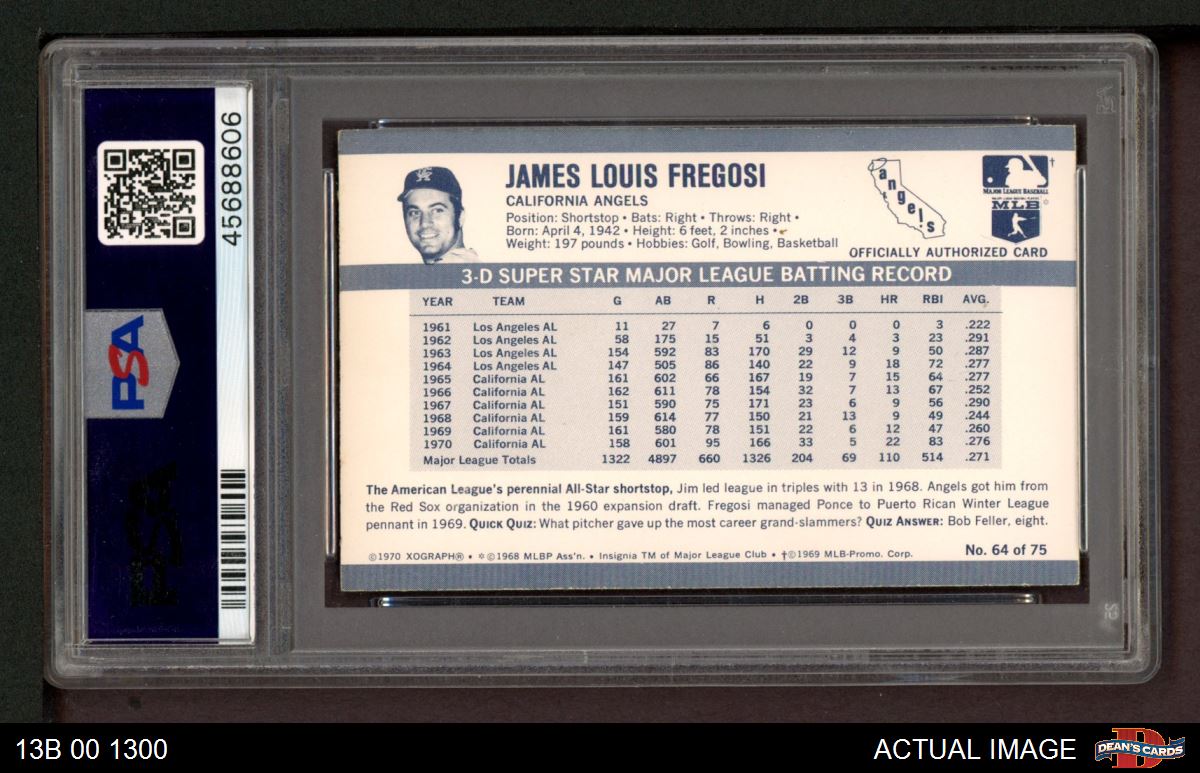 45688606
PSA
PSA
JAMES LOUIS FREGOSI
CALIFORNIA ANGELS
Position: Shortstop • Bats: Right • Throws: Right •
Born: April 4, 1942 • Height: 6 feet, 2 inches •
Weight: 197 pounds • Hobbies: Golf, Bowling, Basketball
angels
MAJOR LEAGUE BASEBALL †
MLB
OFFICIALLY AUTHORIZED CARD
3-D SUPER STAR MAJOR LEAGUE BATTING RECORD
YEAR TEAM G AB R H 2B 3B HR RBI AVG.
1961 Los Angeles AL 11 27 7 6 0 0 0 3 .222
1962 Los Angeles AL 58 175 15 51 3 4 3 23 .291
1963 Los Angeles AL 154 592 83 170 29 12 9 50 .287
1964 Los Angeles AL 147 505 86 140 22 9 18 72 .277
1965 California AL 161 602 66 167 19 7 15 64 .277
1966 California AL 162 611 78 154 32 7 13 67 .252
1967 California AL 151 590 75 171 23 6 9 56 .290
1968 California AL 159 614 77 150 21 13 9 49 .244
1969 California AL 161 580 78 151 22 6 12 47 .260
1970 California AL 158 601 95 166 33 5 22 83 .276
Major League Totals 1322 4897 660 1326 204 69 110 514 .271
The American League's perennial All-Star shortstop, Jim led league in triples with 13 in 1968. Angels got him from
the Red Sox organization in the 1960 expansion draft. Fregosi managed Ponce to Puerto Rican Winter League
pennant in 1969. QUICK QUIZ: What pitcher gave up the most career grand-slammers? QUIZ ANSWER: Bob Feller, eight.
©1970 XOGRAPH® • ✲©1968 MLBP Ass'n. • Insignia TM of Major League Club • †©1969 MLB-Promo. Corp.
No. 64 of 75
13B 00 1300
ACTUAL IMAGE
DEAN'S CARDS